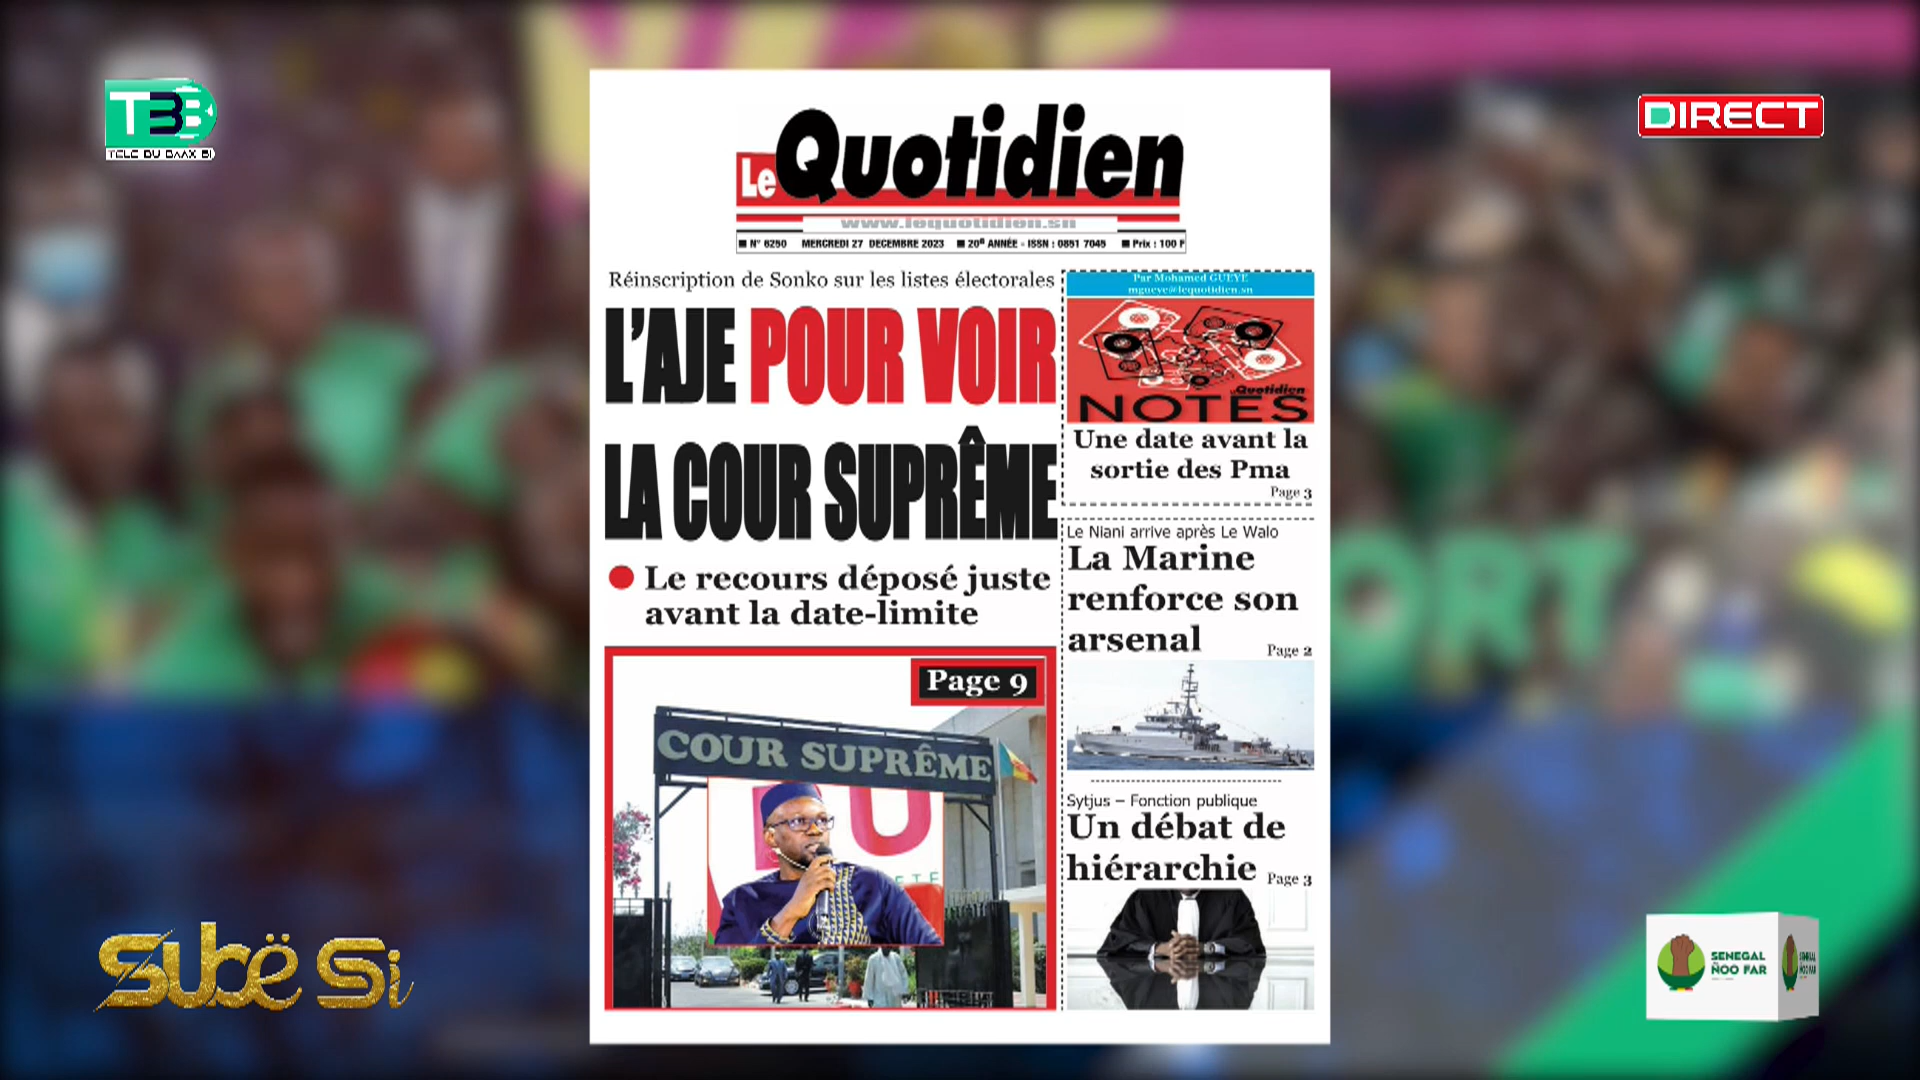 TBB
TELE BU BAAX BI
DIRECT
Le Quotidien
www.lequotidien.sn
N° 6250 MERCREDI 27 DECEMBRE 2023 20e ANNÉE - ISSN : 0851 7045 Prix : 100 F
Réinscription de Sonko sur les listes électorales
L'AJE POUR VOIR
LA COUR SUPRÊME
Le recours déposé juste
avant la date-limite
Page 9
COUR SUPRÊME
Par Mohamed GUEYE
mgueye@lequotidien.sn
Quotidien
NOTES
Une date avant la
sortie des Pma
Page 3
Le Niani arrive après Le Walo
La Marine
renforce son
arsenal
Page 2
Sytjus – Fonction publique
Un débat de
hiérarchie
Page 3
Subë Si
SENEGAL
ÑOO FAR